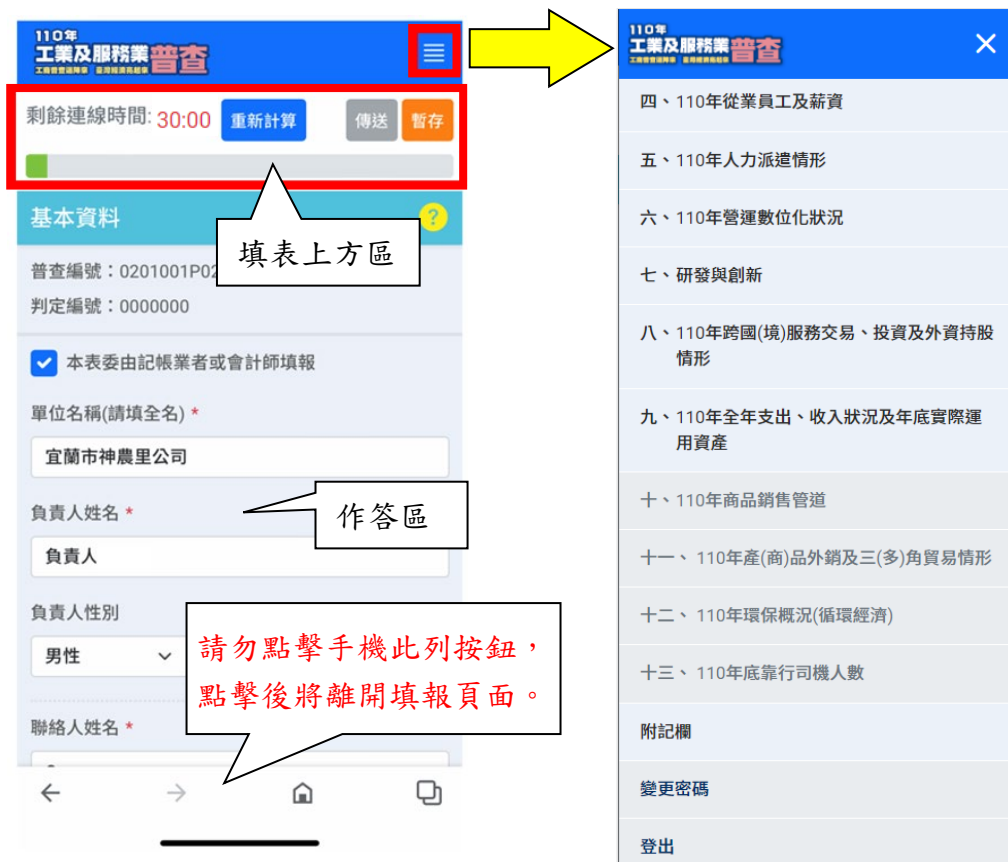 110年
工業及服務業普查
剩餘連線時間: 30:00 重新計算 傳送 暫存
基本資料 ?
填表上方區
普查編號：0201001P02
判定編號：0000000
本表委由記帳業者或會計師填報
單位名稱(請填全名) *
宜蘭市神農里公司
負責人姓名 *
作答區
負責人
負責人性別
男性
請勿點擊手機此列按鈕，
點擊後將離開填報頁面。
聯絡人姓名 *
110年
工業及服務業普查
四、110年從業員工及薪資
五、110年人力派遣情形
六、110年營運數位化狀況
七、研發與創新
八、110年跨國(境)服務交易、投資及外資持股
情形
九、110年全年支出、收入狀況及年底實際運
用資產
十、110年商品銷售管道
十一、 110年產(商)品外銷及三(多)角貿易情形
十二、 110年環保概況(循環經濟)
十三、 110年底靠行司機人數
附記欄
變更密碼
登出